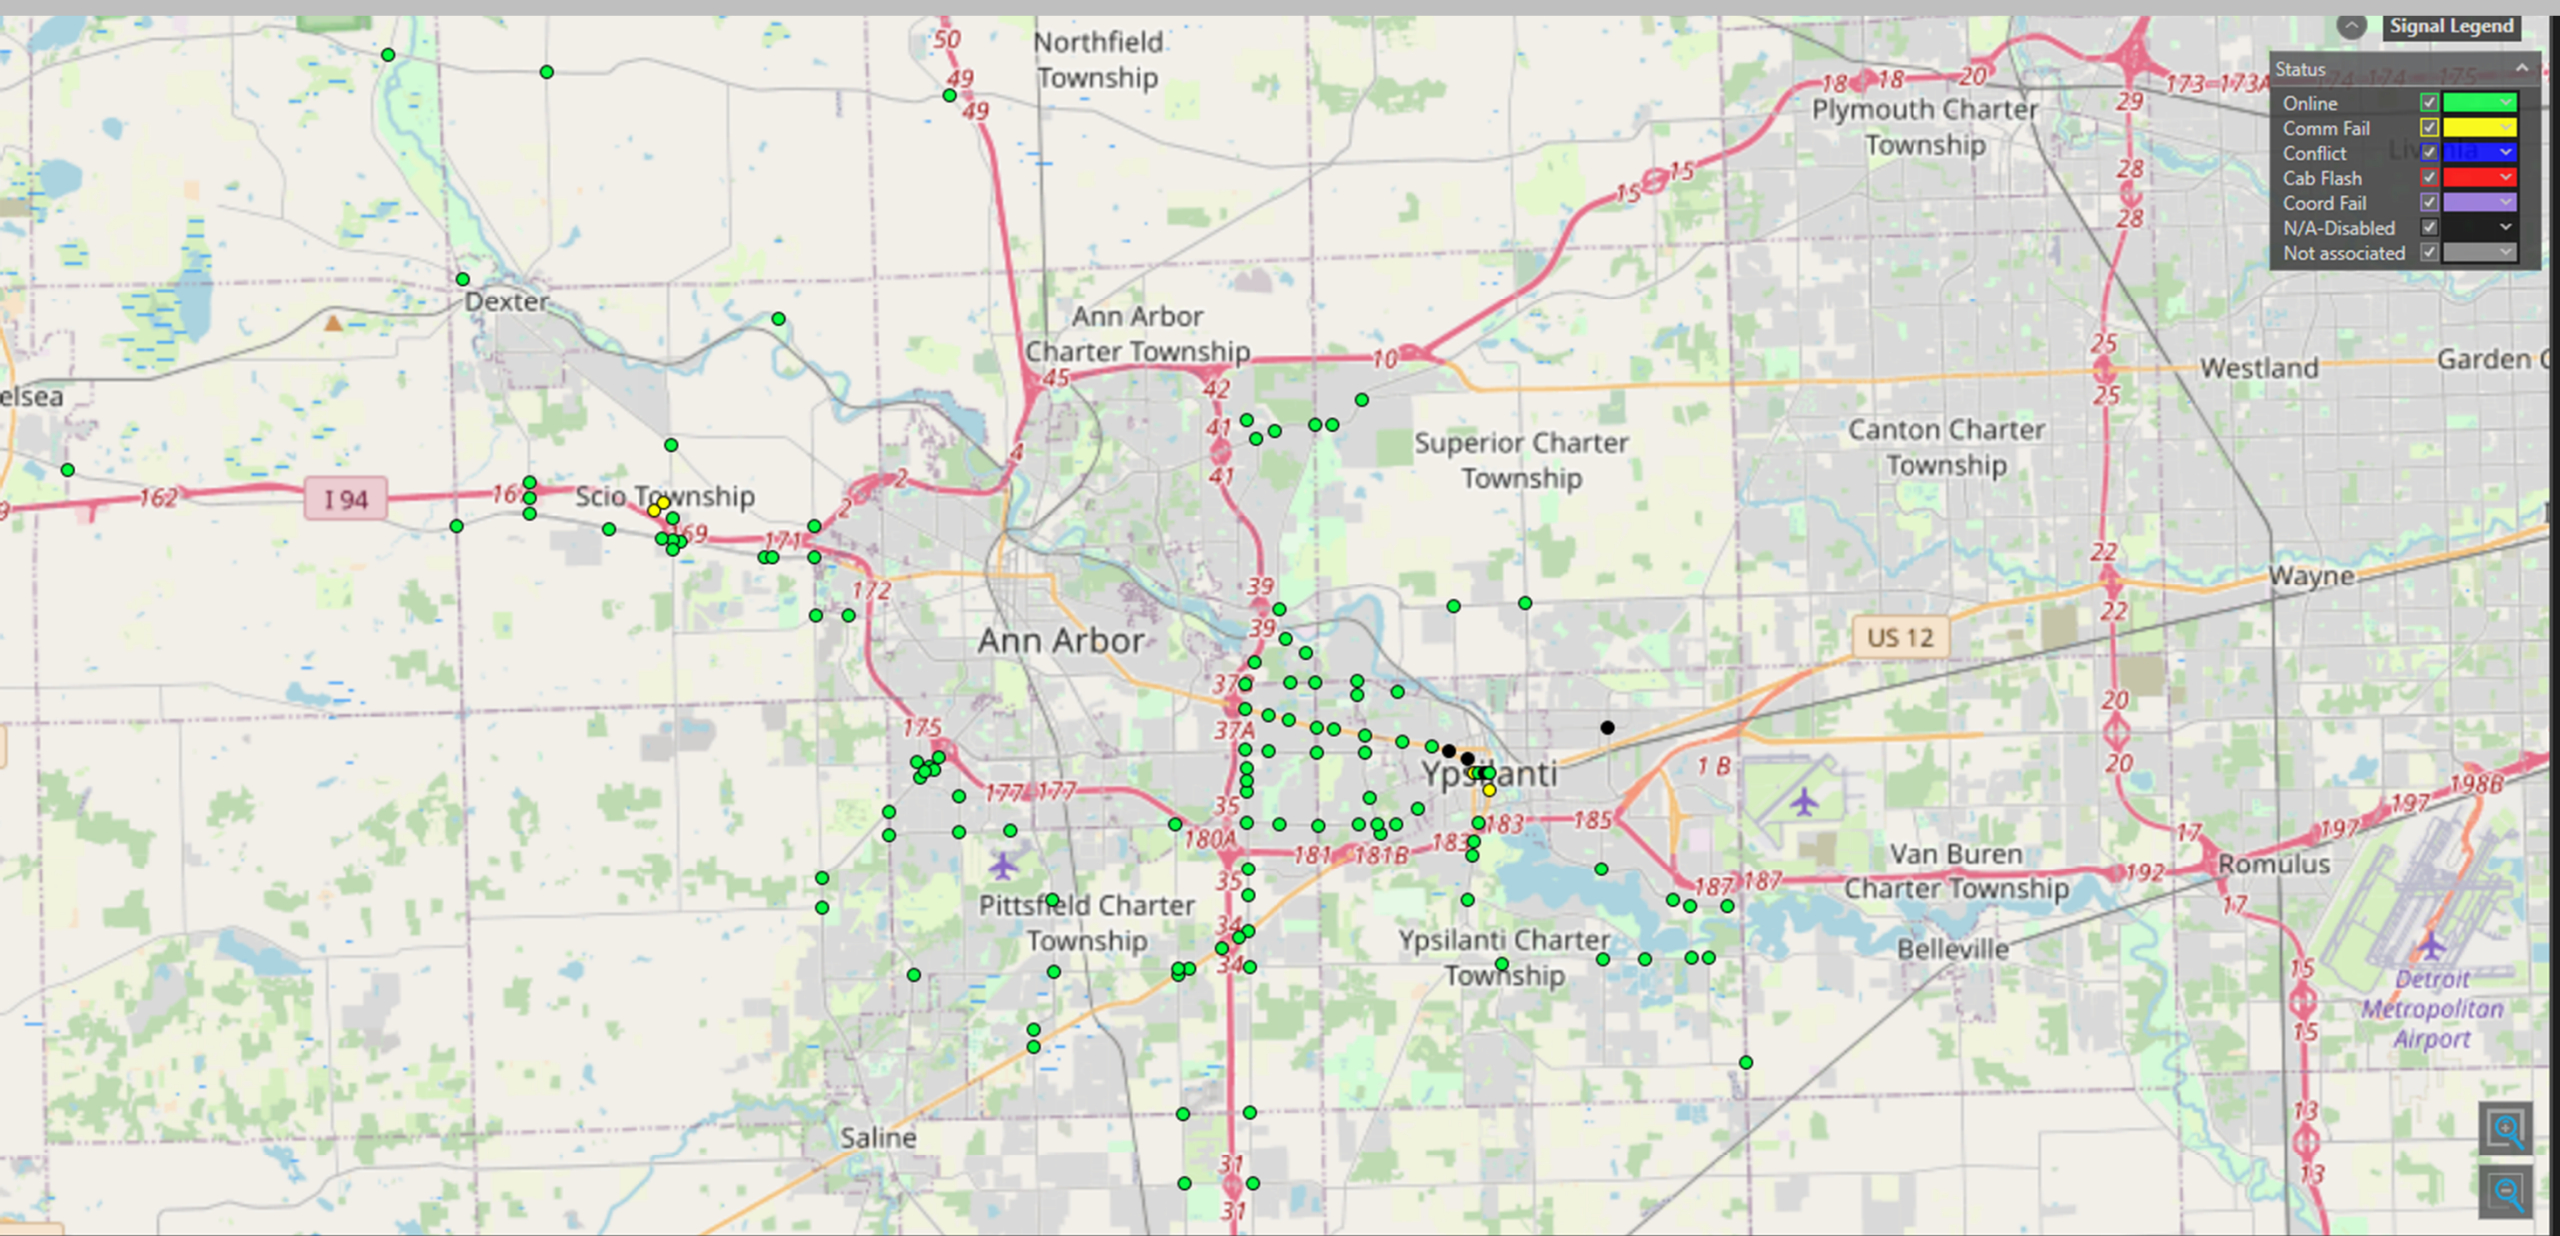 Signal Legend
Status
Online
Comm Fail
Conflict
Cab Flash
Coord Fail
N/A-Disabled
Not associated
50
49
49
Northfield
Township
18
18
20
Plymouth Charter
Township
29
173
173A
174
174
175
28
28
15
15
Dexter
Ann Arbor
Charter Township
45
42
10
41
41
4
25
25
Westland
Garden C
elsea
Superior Charter
Township
Canton Charter
Township
162
I 94
Scio Township
169
171
2
2
172
39
39
22
22
Wayne
US 12
Ann Arbor
37A
175
177
177
35
180A
181
181B
183
183
185
Ypsilanti
1 B
20
20
187
187
Van Buren
Charter Township
192
17
17
Romulus
197
197
198B
Pittsfield Charter
Township
35
34
34
Ypsilanti Charter
Township
Belleville
15
15
Detroit
Metropolitan
Airport
Saline
31
31
13
13